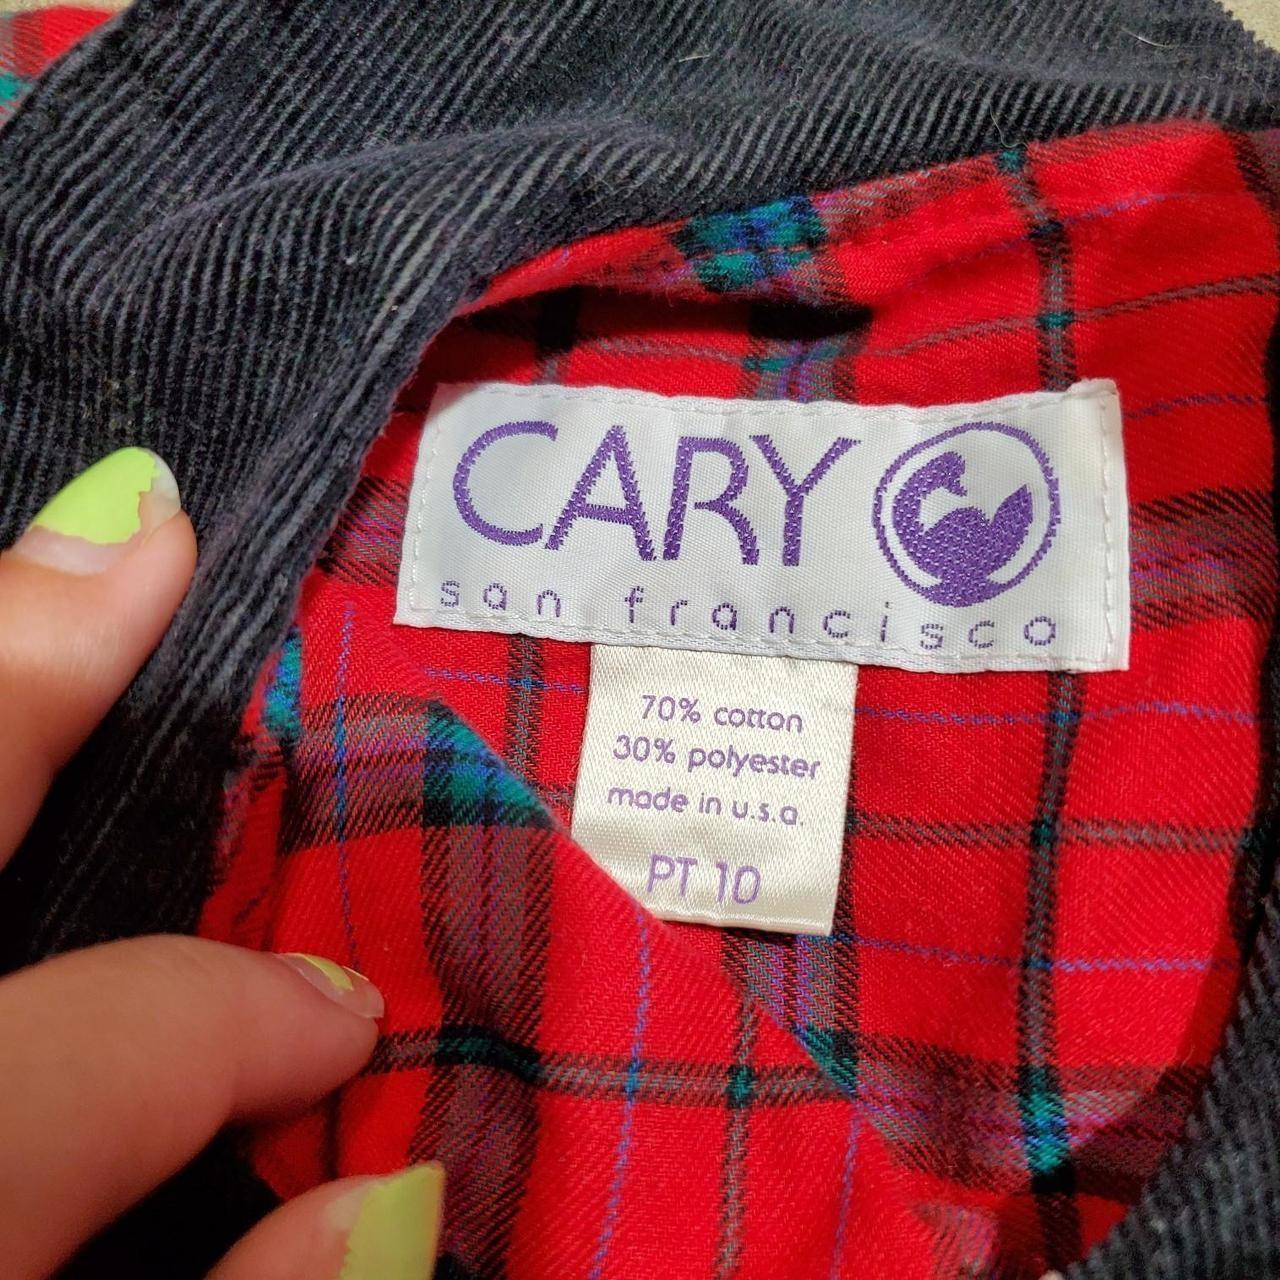 CARY
san francisco
70% cotton
30% polyester
made in u.s.a.
PT 10